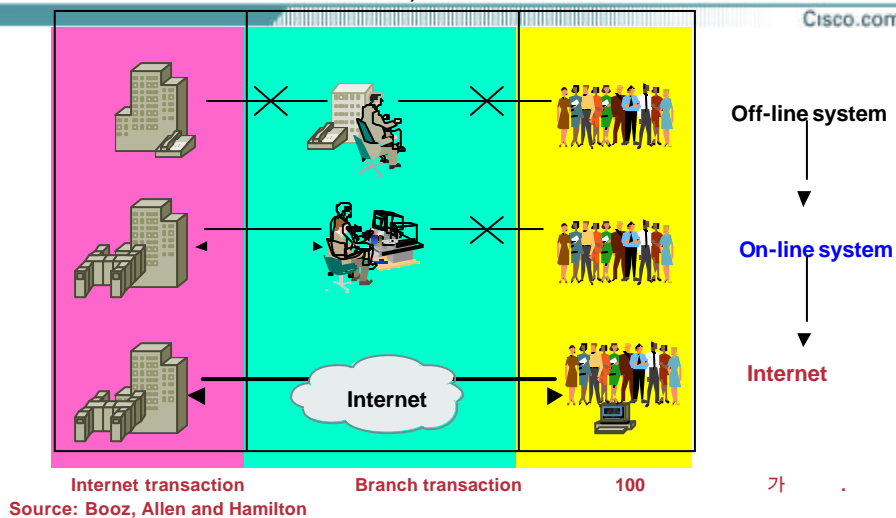 Cisco.com
Off-line system
On-line system
Internet
Internet
Internet transaction Branch transaction 100 가 .
Source: Booz, Allen and Hamilton